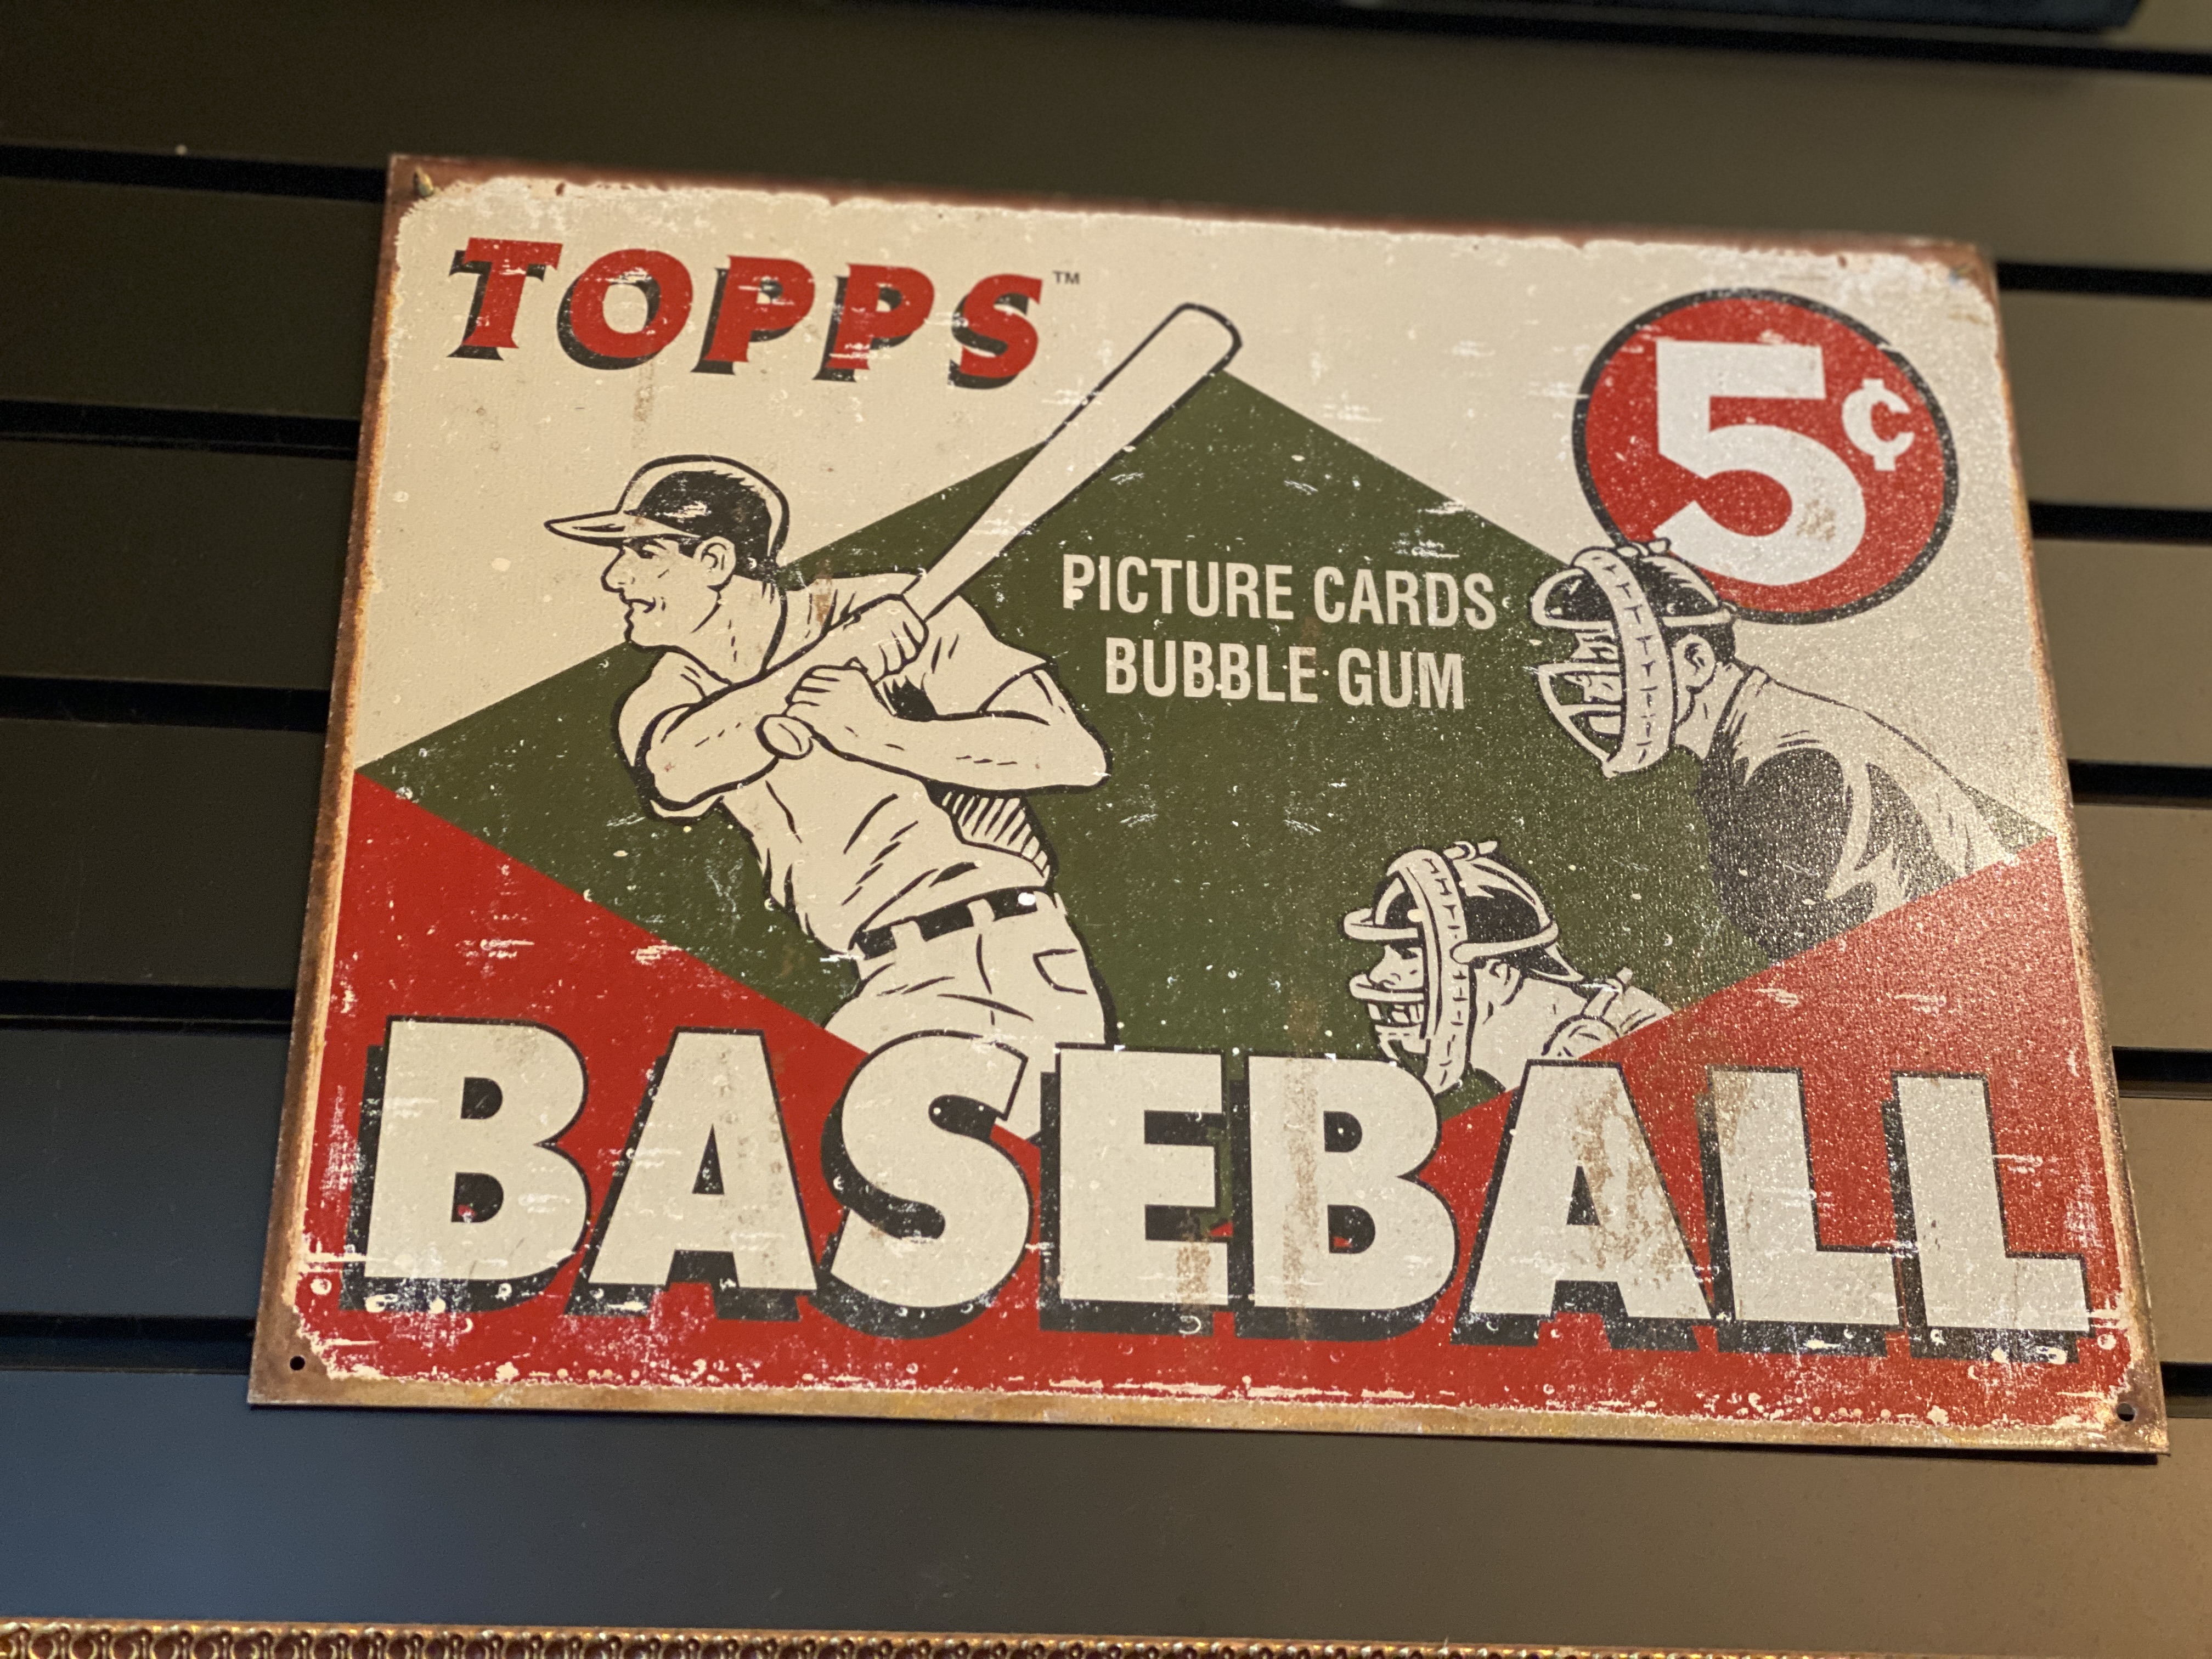 TOPPS™
5¢
PICTURE CARDS
BUBBLE GUM
BASEBALL